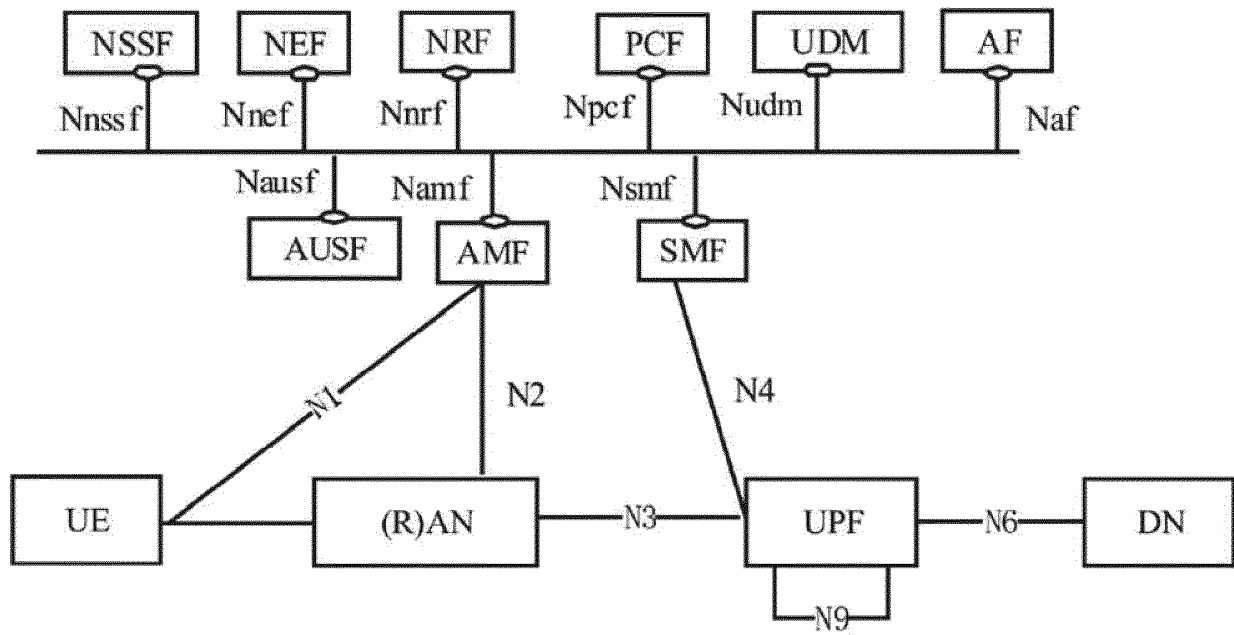 NSSF NEF NRF PCF UDM AF
Nnssf Nnef Nnrf Npcf Nudm Naf
Nausf Namf Nsmf
AUSF AMF SMF
N1 N2 N4
UE (R)AN N3 UPF N6 DN
N9